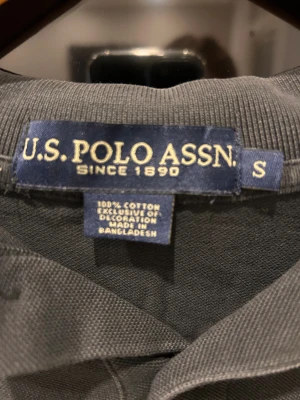 U.S. POLO ASSN.
SINCE 1890
S
100% COTTON
EXCLUSIVE OF
DECORATION
MADE IN
BANGLADESH